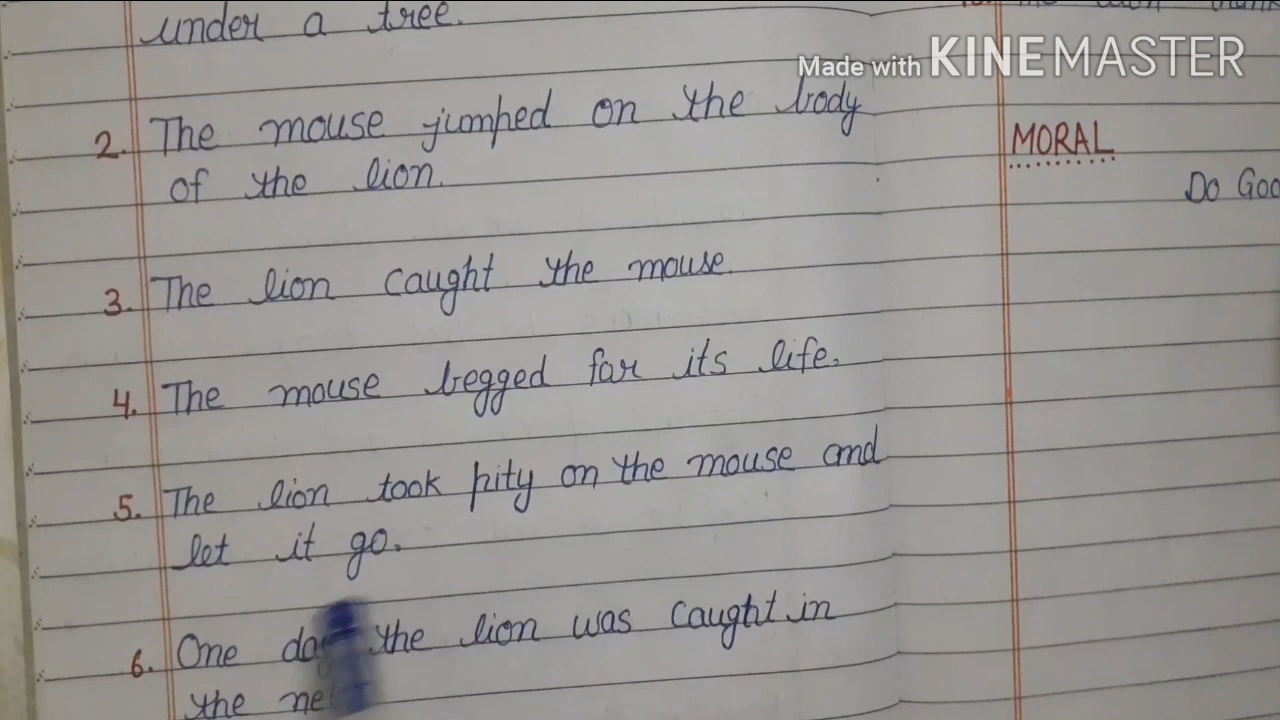 under a tree.
Made with KINEMASTER
2. The mouse jumped on the body
of the lion.
3. The lion caught the mouse.
4. The mouse begged for its life.
5. The lion took pity on the mouse and
let it go.
6. One day the lion was caught in
the
MORAL
Do